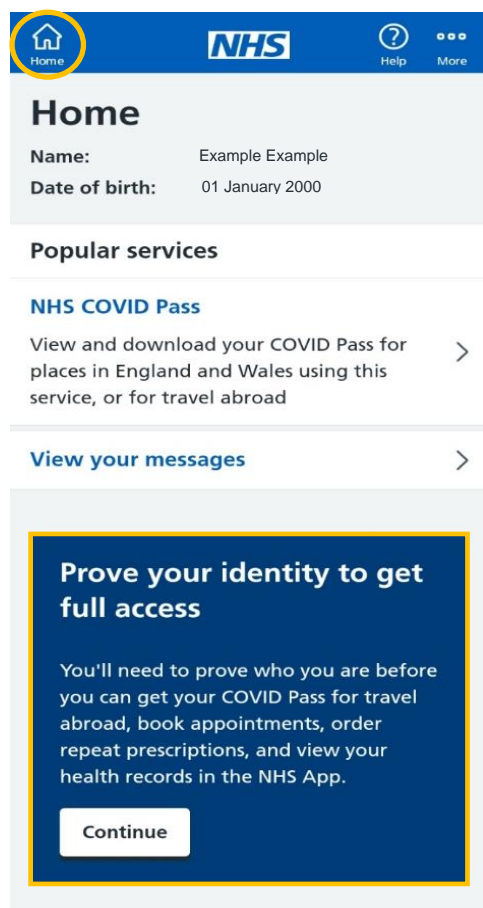 Home
NHS
Help
More
Home
Name: Example Example
Date of birth: 01 January 2000
Popular services
NHS COVID Pass
View and download your COVID Pass for
places in England and Wales using this
service, or for travel abroad
View your messages
Prove your identity to get
full access
You'll need to prove who you are before
you can get your COVID Pass for travel
abroad, book appointments, order
repeat prescriptions, and view your
health records in the NHS App.
Continue